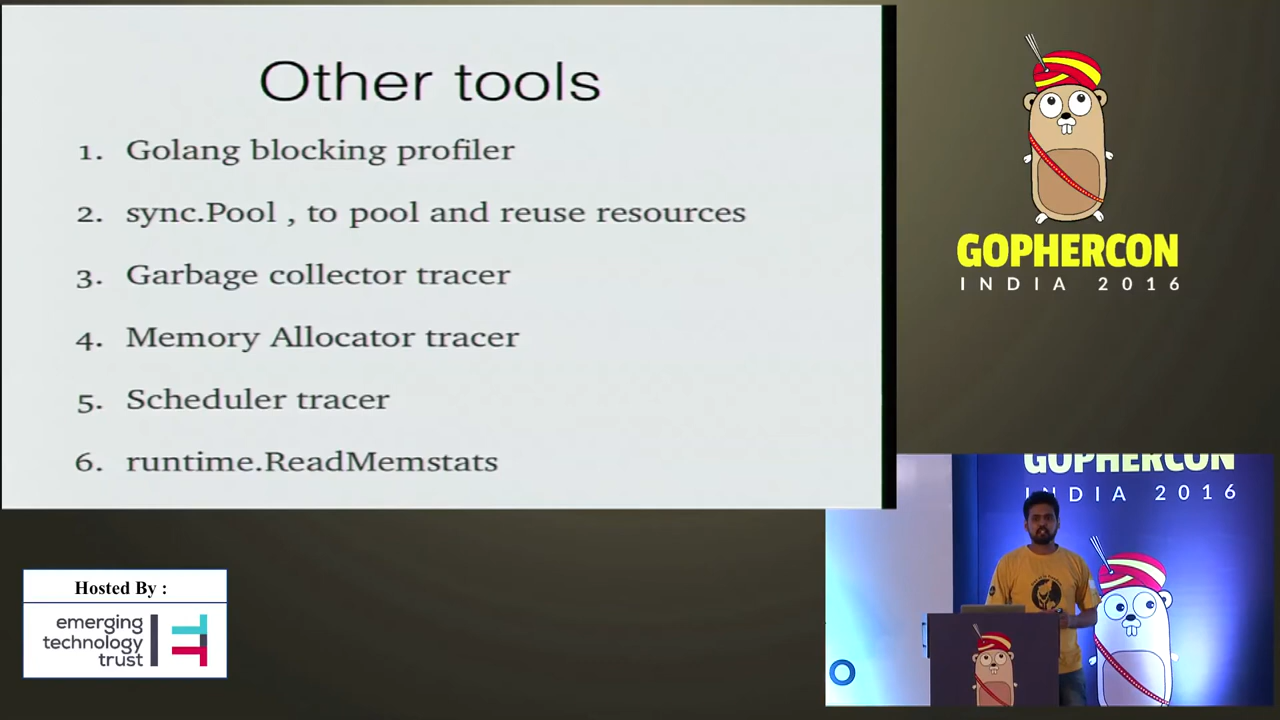 Other tools
1. Golang blocking profiler
2. sync.Pool , to pool and reuse resources
3. Garbage collector tracer
4. Memory Allocator tracer
5. Scheduler tracer
6. runtime.ReadMemstats
GOPHERCON
INDIA 2016
GOPHERCON
INDIA 2016
Hosted By :
emerging
technology
trust